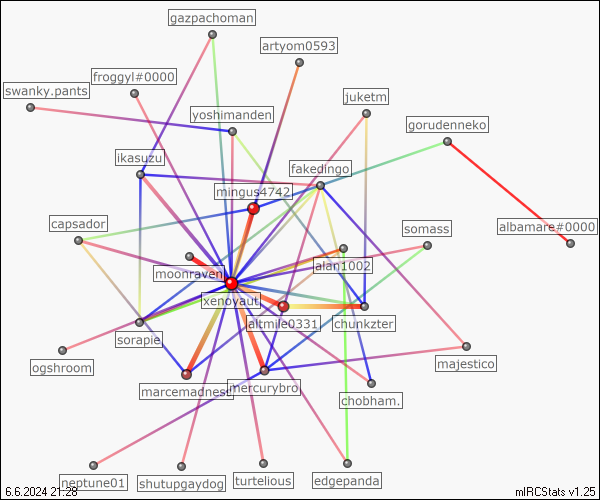 gazpachoman
artyom0593
froggyl#0000
swanky.pants
juketm
yoshimanden
gorudenneko
ikasuzu
fakedingo
mingus4742
capsador
somass
albamare#0000
moonraven
alan1002
xenoyaut
altmile0331
chunkzter
sorapie
ogshroom
majestico
marcemadnest
mercurybro
chobham.
neptune01
shutupgaydog
turtelious
edgepanda
6.6.2024 21:28
mIRCStats v1.25